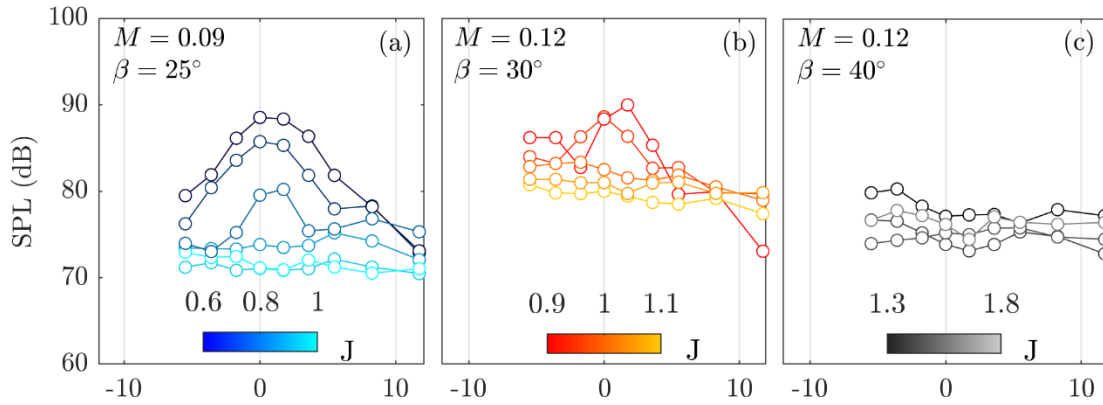 100
90
80
70
60
SPL (dB)
M = 0.09
β = 25°
(a)
0.6 0.8 1
J
-10 0 10
M = 0.12
β = 30°
(b)
0.9 1 1.1
J
-10 0 10
M = 0.12
β = 40°
(c)
1.3 1.8
J
-10 0 10